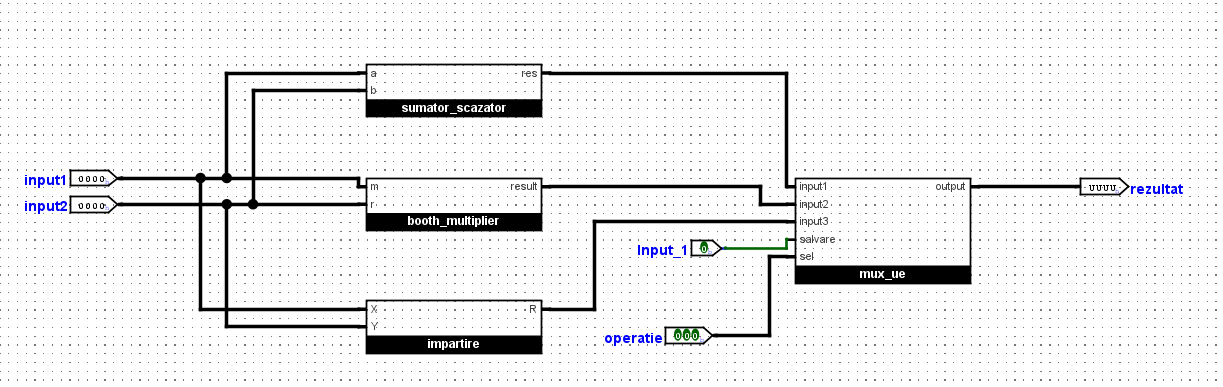 a res
b
sumator_scazator
input1 0000
input2 0000
m result
r
booth_multiplier
input1 output
input2
input3
salvare
sel
mux_ue
UUUU rezultat
Input_1 0
X R
Y
impartire
operatie 000